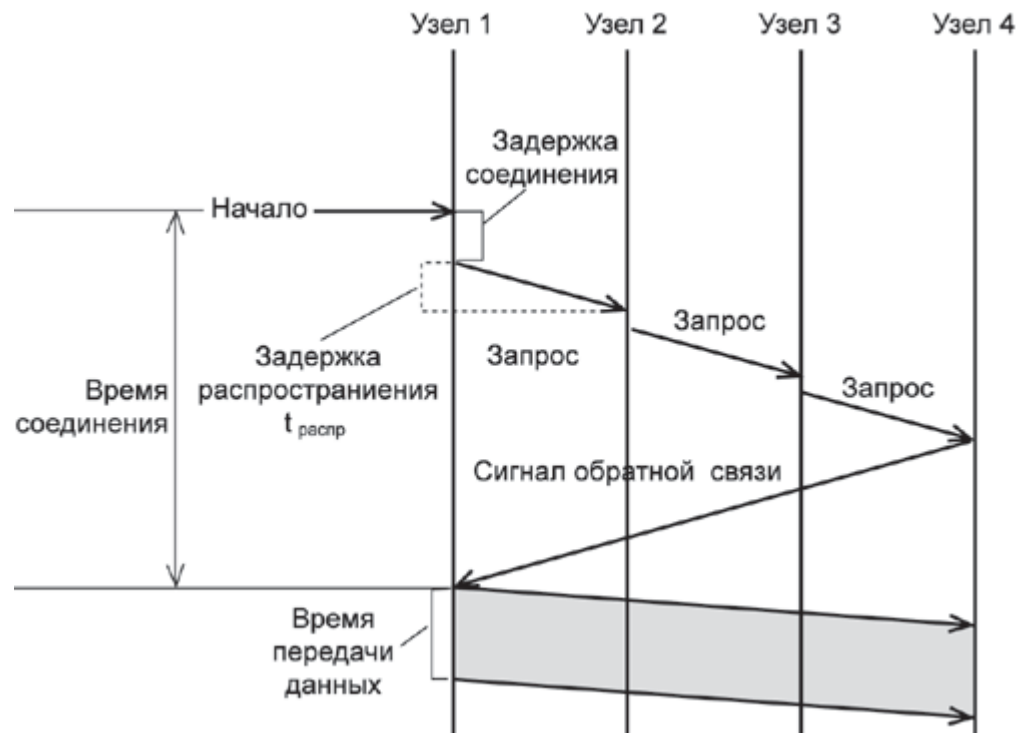 Узел 1
Узел 2
Узел 3
Узел 4
Задержка
соединения
Начало
Запрос
Запрос
Задержка
распространиения
t распр
Запрос
Время
соединения
Сигнал обратной связи
Время
передачи
данных